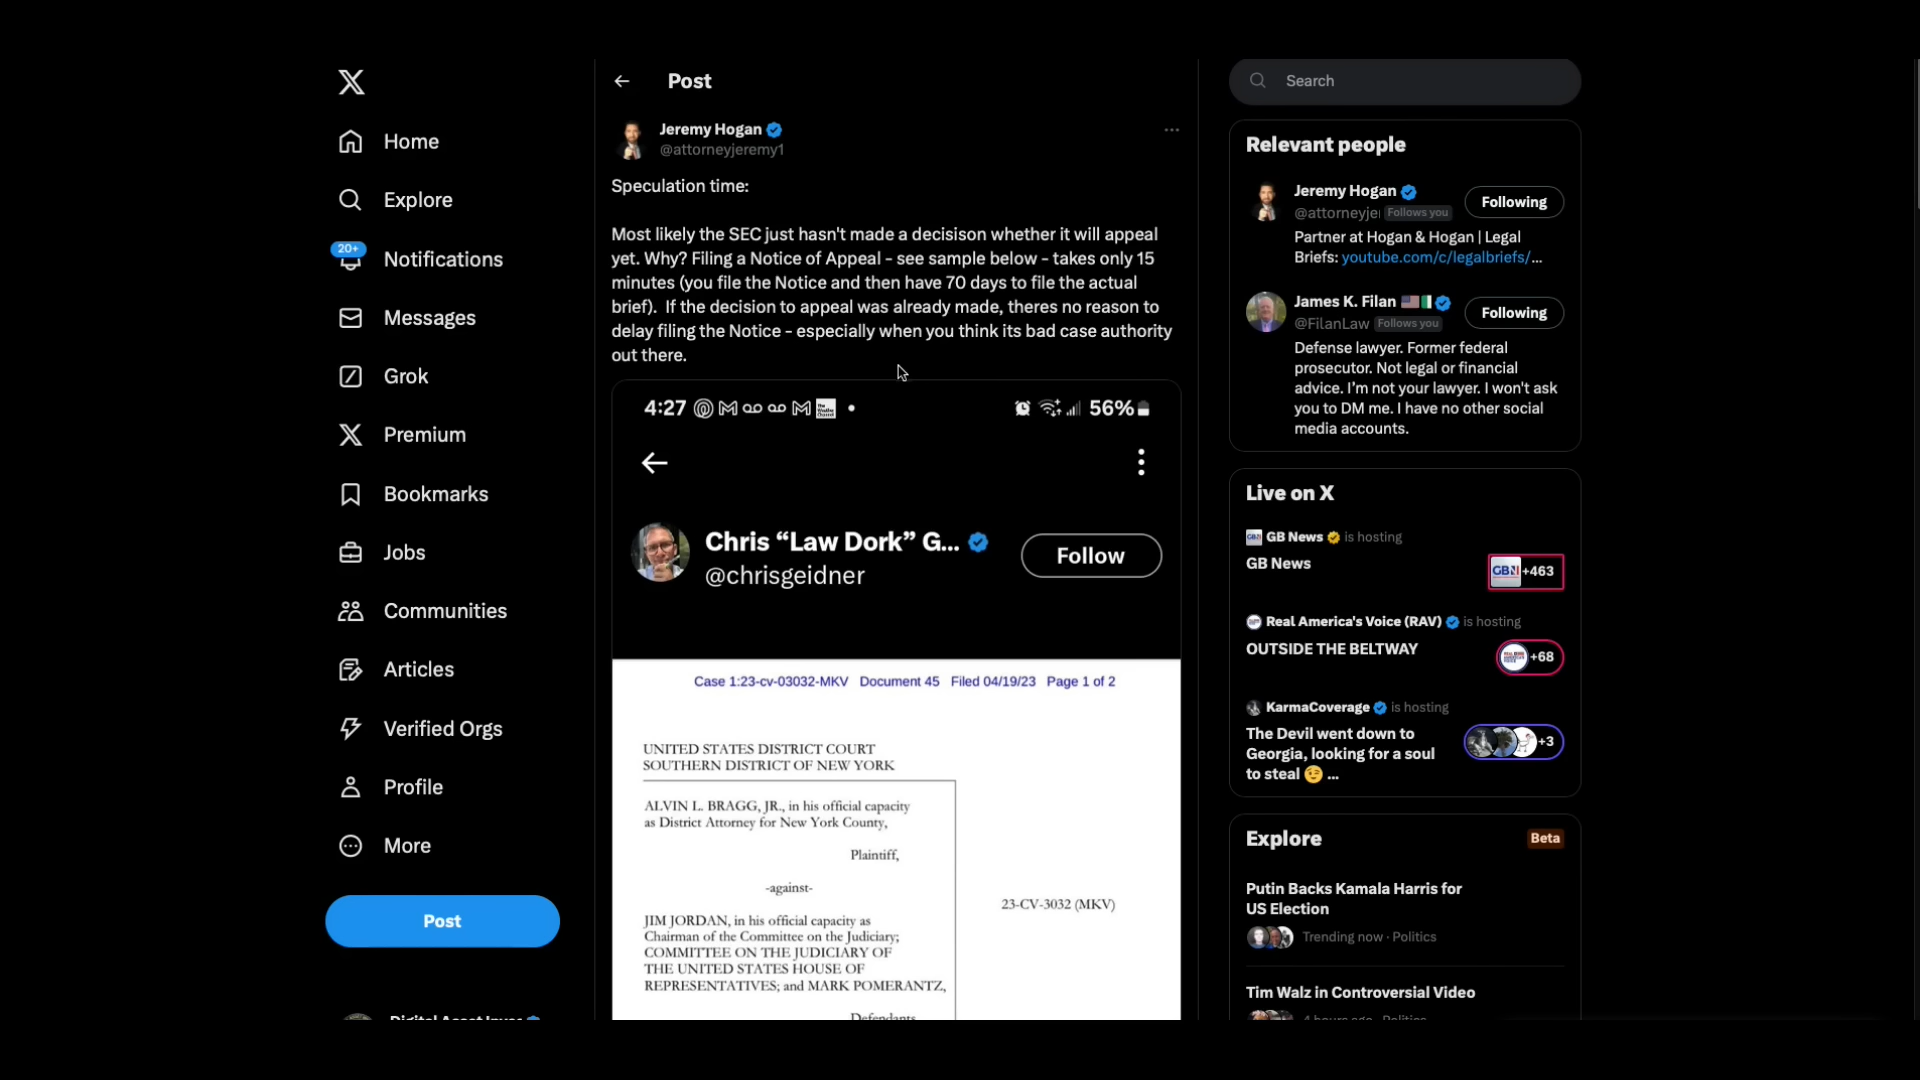 Home
Explore
20+
Notifications
Messages
Grok
Premium
Bookmarks
Jobs
Communities
Articles
Verified Orgs
Profile
More
Post
Post
Jeremy Hogan
@attorneyjeremy1
Speculation time:
Most likely the SEC just hasn't made a decisison whether it will appeal
yet. Why? Filing a Notice of Appeal - see sample below - takes only 15
minutes (you file the Notice and then have 70 days to file the actual
brief).  If the decision to appeal was already made, theres no reason to
delay filing the Notice - especially when you think its bad case authority
out there.
4:27
56%
Chris “Law Dork” G...
@chrisgeidner
Follow
Case 1:23-cv-03032-MKV Document 45 Filed 04/19/23 Page 1 of 2
UNITED STATES DISTRICT COURT
SOUTHERN DISTRICT OF NEW YORK
ALVIN L. BRAGG, JR., in his official capacity
as District Attorney for New York County,
Plaintiff,
-against-
23-CV-3032 (MKV)
JIM JORDAN, in his official capacity as
Chairman of the Committee on the Judiciary;
COMMITTEE ON THE JUDICIARY OF
THE UNITED STATES HOUSE OF
REPRESENTATIVES; and MARK POMERANTZ,
Defendants
Search
Relevant people
Jeremy Hogan
@attorneyje Follows you
Following
Partner at Hogan & Hogan | Legal
Briefs: youtube.com/c/legalbriefs/...
James K. Filan
@FilanLaw Follows you
Following
Defense lawyer. Former federal
prosecutor. Not legal or financial
advice. I'm not your lawyer. I won't ask
you to DM me. I have no other social
media accounts.
Live on X
GB News is hosting
GB News
GBN +463
Real America's Voice (RAV) is hosting
OUTSIDE THE BELTWAY
+68
KarmaCoverage is hosting
The Devil went down to
Georgia, looking for a soul
to steal 😉 ...
+3
Explore
Beta
Putin Backs Kamala Harris for
US Election
Trending now · Politics
Tim Walz in Controversial Video
4 hours ago · Politics